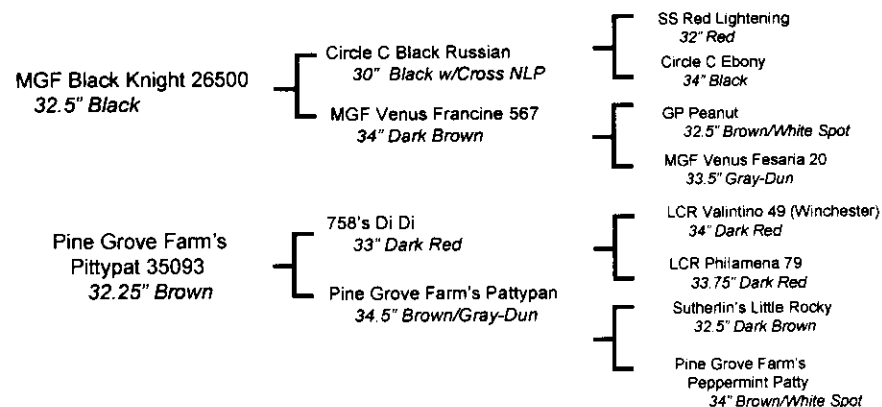 MGF Black Knight 26500
32.5" Black
Circle C Black Russian
30" Black w/Cross NLP
MGF Venus Francine 567
34" Dark Brown
SS Red Lightening
32" Red
Circle C Ebony
34" Black
GP Peanut
32.5" Brown/White Spot
MGF Venus Fesaria 20
33.5" Gray-Dun
Pine Grove Farm's
Pittypat 35093
32.25" Brown
758's Di Di
33" Dark Red
Pine Grove Farm's Pattypan
34.5" Brown/Gray-Dun
LCR Valintino 49 (Winchester)
34" Dark Red
LCR Philamena 79
33.75" Dark Red
Sutherlin's Little Rocky
32.5" Dark Brown
Pine Grove Farm's
Peppermint Patty
34" Brown/White Spot